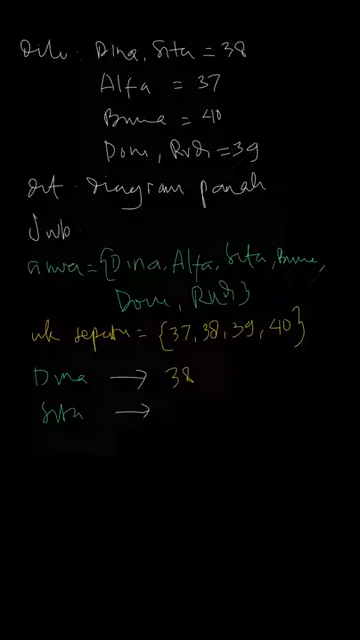 Dik : Dina, Sita = 38
Alfa = 37
Bima = 40
Doni, Rudi = 39
dit : diagram panah
Jwb
siswa = {Dina, Alfa, Sita, Bima,
Doni, Rudi}
uk sepatu = {37, 38, 39, 40}
Dina → 38
Sita →